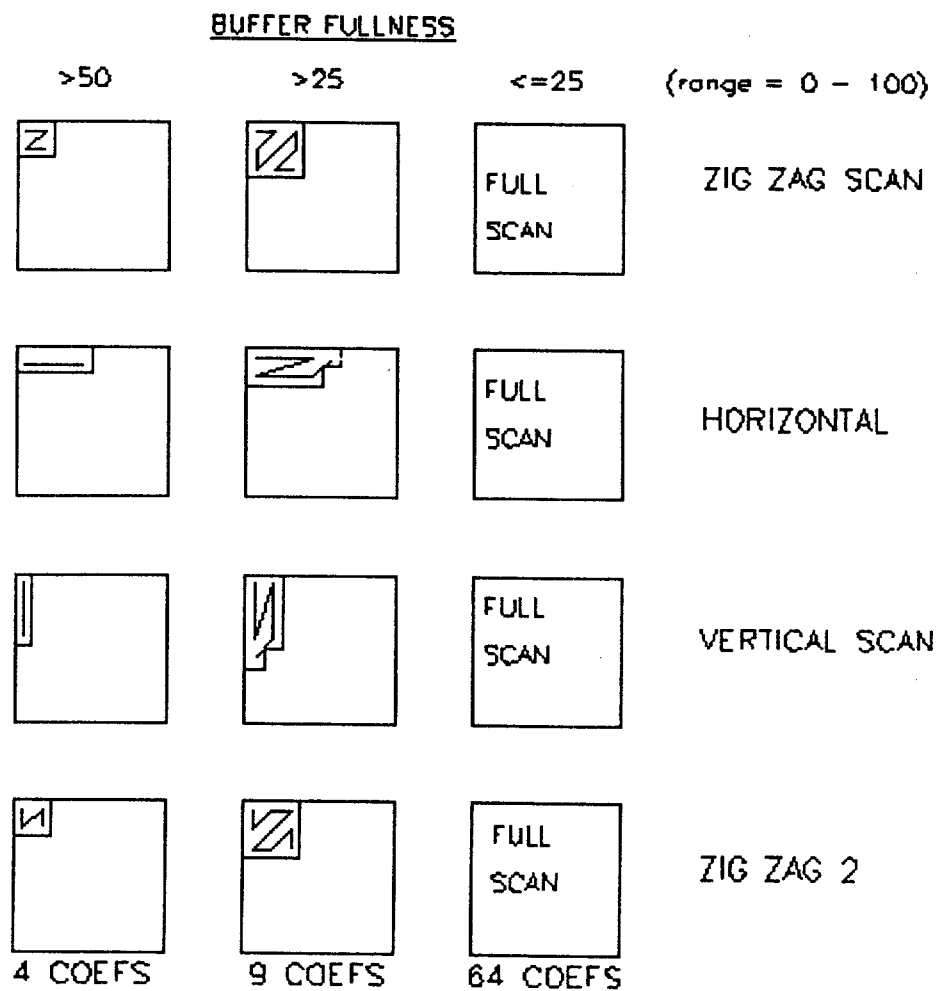 BUFFER FULLNESS
>50 >25 <=25 (range = 0 - 100)
FULL
SCAN
ZIG ZAG SCAN
FULL
SCAN
HORIZONTAL
FULL
SCAN
VERTICAL SCAN
FULL
SCAN
ZIG ZAG 2
4 COEFS 9 COEFS 64 COEFS